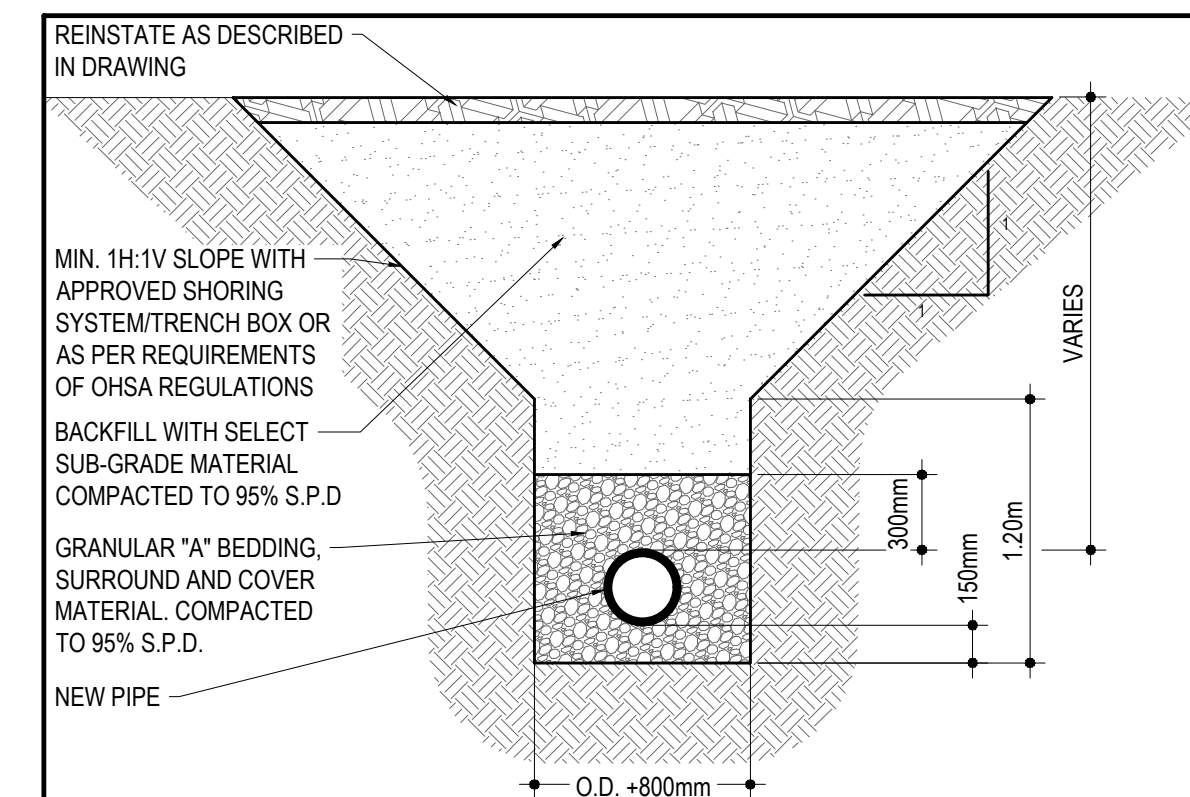 REINSTATE AS DESCRIBED
IN DRAWING
MIN. 1H:1V SLOPE WITH
APPROVED SHORING
SYSTEM/TRENCH BOX OR
AS PER REQUIREMENTS
OF OHSA REGULATIONS
BACKFILL WITH SELECT
SUB-GRADE MATERIAL
COMPACTED TO 95% S.P.D
GRANULAR "A" BEDDING,
SURROUND AND COVER
MATERIAL. COMPACTED
TO 95% S.P.D.
NEW PIPE
1
1
VARIES
300mm
1.20m
150mm
O.D. +800mm